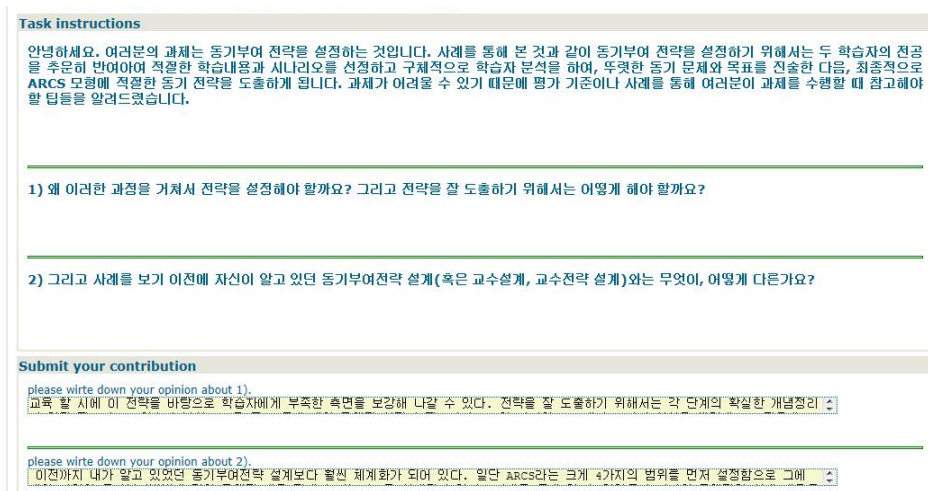 Task instructions
안녕하세요. 여러분의 과제는 동기부여 전략을 설정하는 것입니다. 사례를 통해 본 것과 같이 동기부여 전략을 설정하기 위해서는 두 학습자의 전공
을 추운히 반여아여 적절한 학습내용과 시나리오를 선정하고 구체적으로 학습자 분석을 하여, 뚜렷한 동기 문제와 목표를 진술한 다음, 최종적으로
ARCS 모형에 적절한 동기 전략을 도출하게 됩니다. 과제가 어려울 수 있기 때문에 평가 기준이나 사례를 통해 여러분이 과제를 수행할 때 참고해야
할 팁들을 알려드렸습니다.
1) 왜 이러한 과정을 거쳐서 전략을 설정해야 할까요? 그리고 전략을 잘 도출하기 위해서는 어떻게 해야 할까요?
2) 그리고 사례를 보기 이전에 자신이 알고 있던 동기부여전략 설계(혹은 교수설계, 교수전략 설계)와는 무엇이, 어떻게 다른가요?
Submit your contribution
please wirte down your opinion about 1).
교육 할 시에 이 전략을 바탕으로 학습자에게 부족한 측면을 보강해 나갈 수 있다. 전략을 잘 도출하기 위해서는 각 단계의 확실한 개념정리
please wirte down your opinion about 2).
이전까지 내가 알고 있었던 동기부여전략 설계보다 훨씬 체계화가 되어 있다. 일단 ARCS라는 크게 4가지의 범위를 먼저 설정함으로 그에